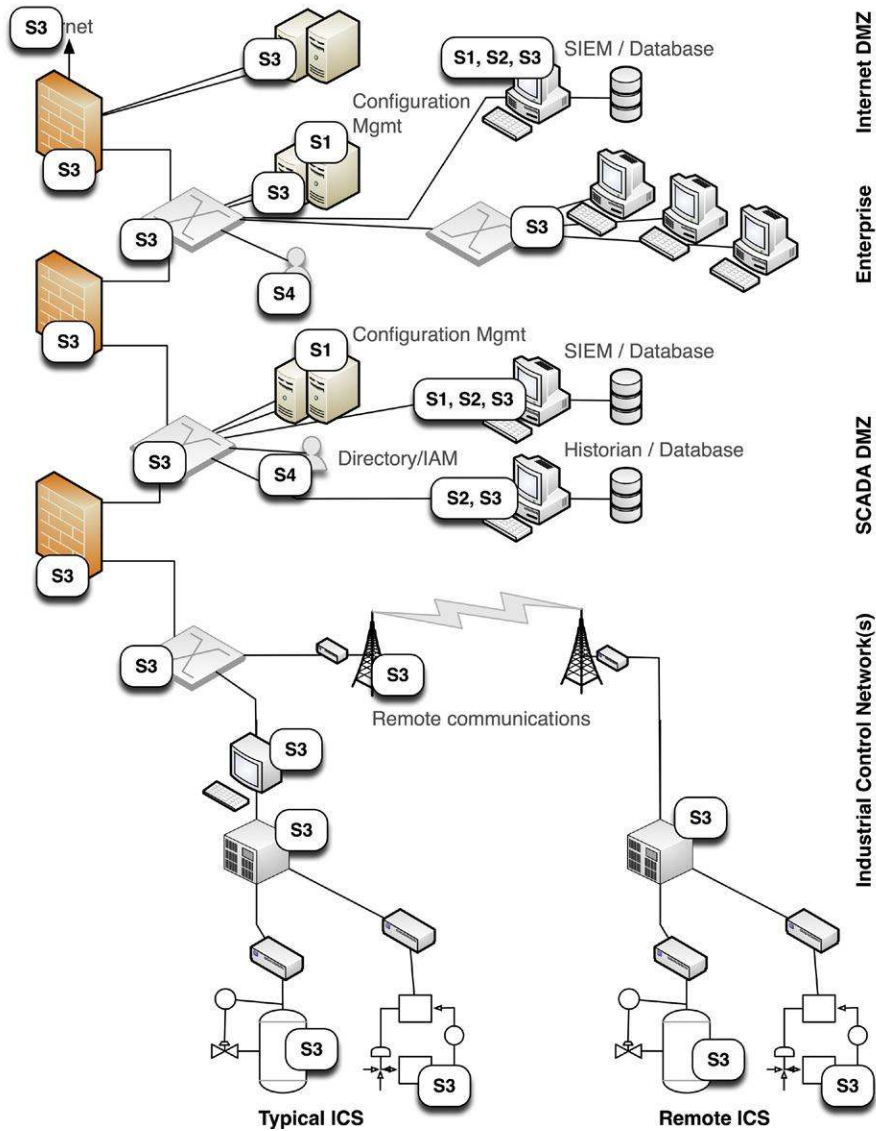 S3
rnet
S3
S1, S2, S3
SIEM / Database
Internet DMZ
Configuration
Mgmt
S3
S1
S3
S3
S3
Enterprise
S4
S3
Configuration Mgmt
S1
SIEM / Database
S1, S2, S3
S3
Directory/IAM
S4
Historian / Database
S2, S3
SCADA DMZ
S3
S3
S3
Remote communications
Industrial Control Network(s)
S3
S3
S3
S3
S3
S3
S3
Typical ICS
Remote ICS